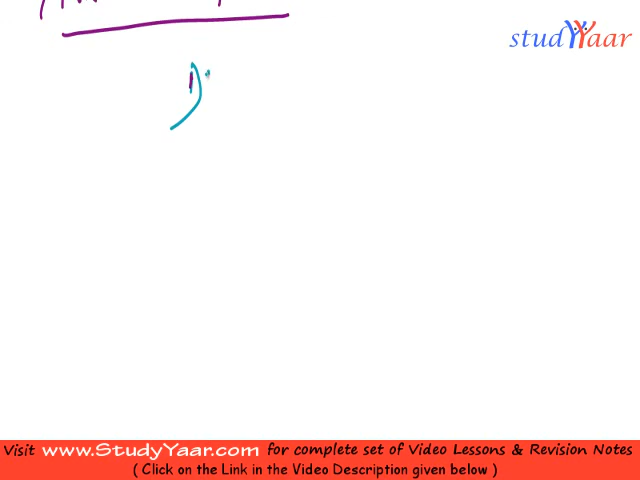 studYYaar
Visit www.StudyYaar.com for complete set of Video Lessons & Revision Notes
( Click on the Link in the Video Description given below )